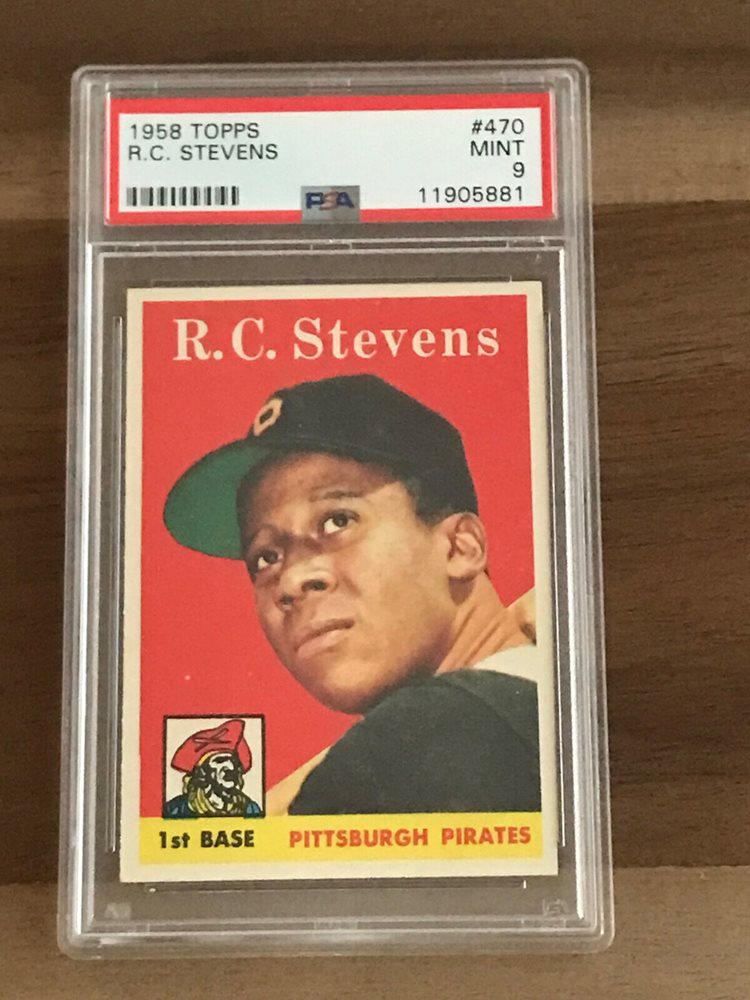 1958 TOPPS #470
R.C. STEVENS MINT
9
PSA 11905881
R.C. Stevens
P
1st BASE PITTSBURGH PIRATES